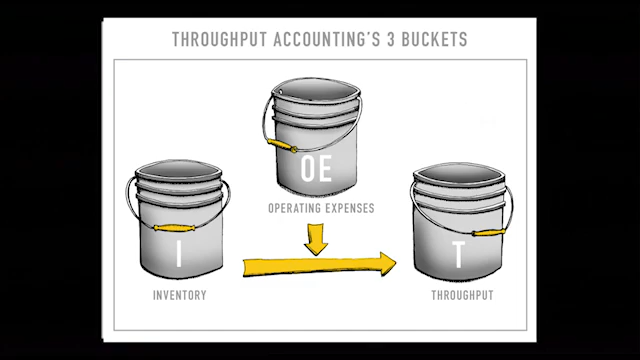 THROUGHPUT ACCOUNTING'S 3 BUCKETS
OE
OPERATING EXPENSES
I
INVENTORY
T
THROUGHPUT